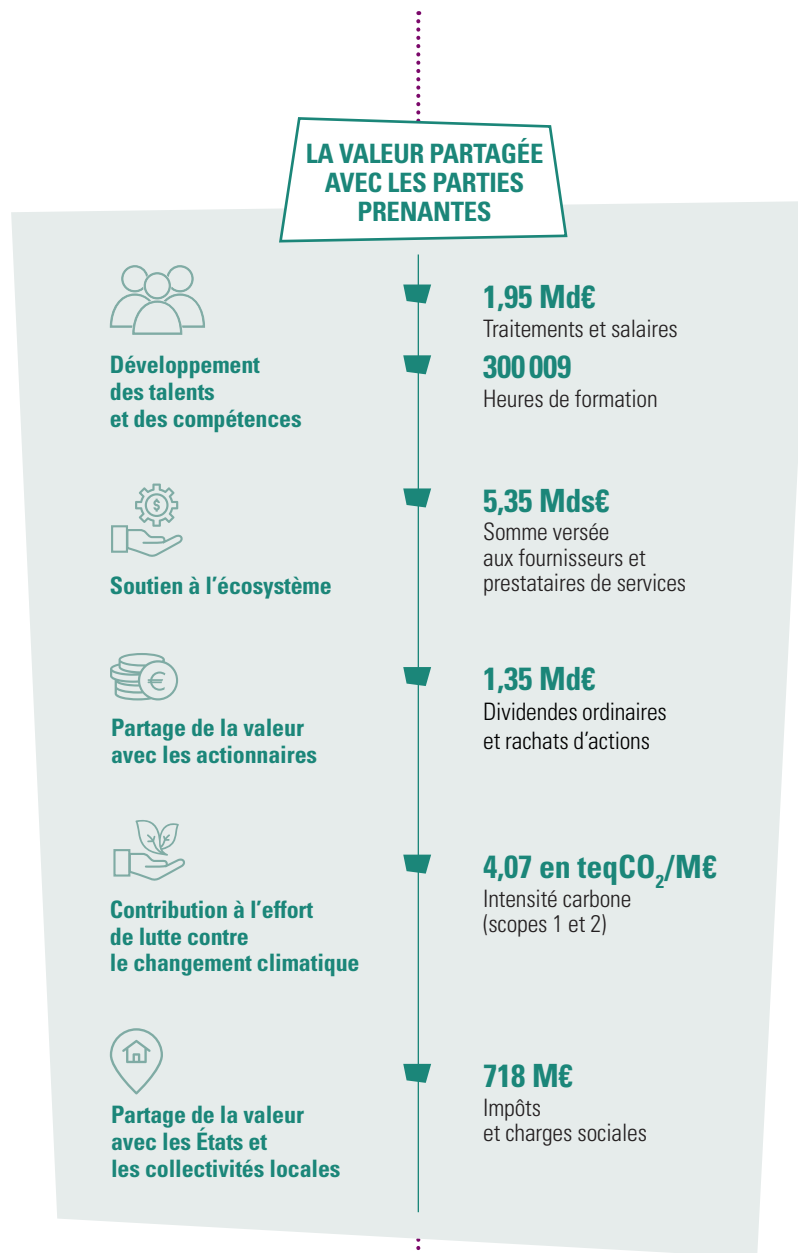 LA VALEUR PARTAGÉE
AVEC LES PARTIES
PRENANTES
Développement
des talents
et des compétences
1,95 Md€
Traitements et salaires
300 009
Heures de formation
Soutien à l'écosystème
5,35 Mds€
Somme versée
aux fournisseurs et
prestataires de services
Partage de la valeur
avec les actionnaires
1,35 Md€
Dividendes ordinaires
et rachats d'actions
Contribution à l'effort
de lutte contre
le changement climatique
4,07 en teqCO₂/M€
Intensité carbone
(scopes 1 et 2)
Partage de la valeur
avec les États et
les collectivités locales
718 M€
Impôts
et charges sociales